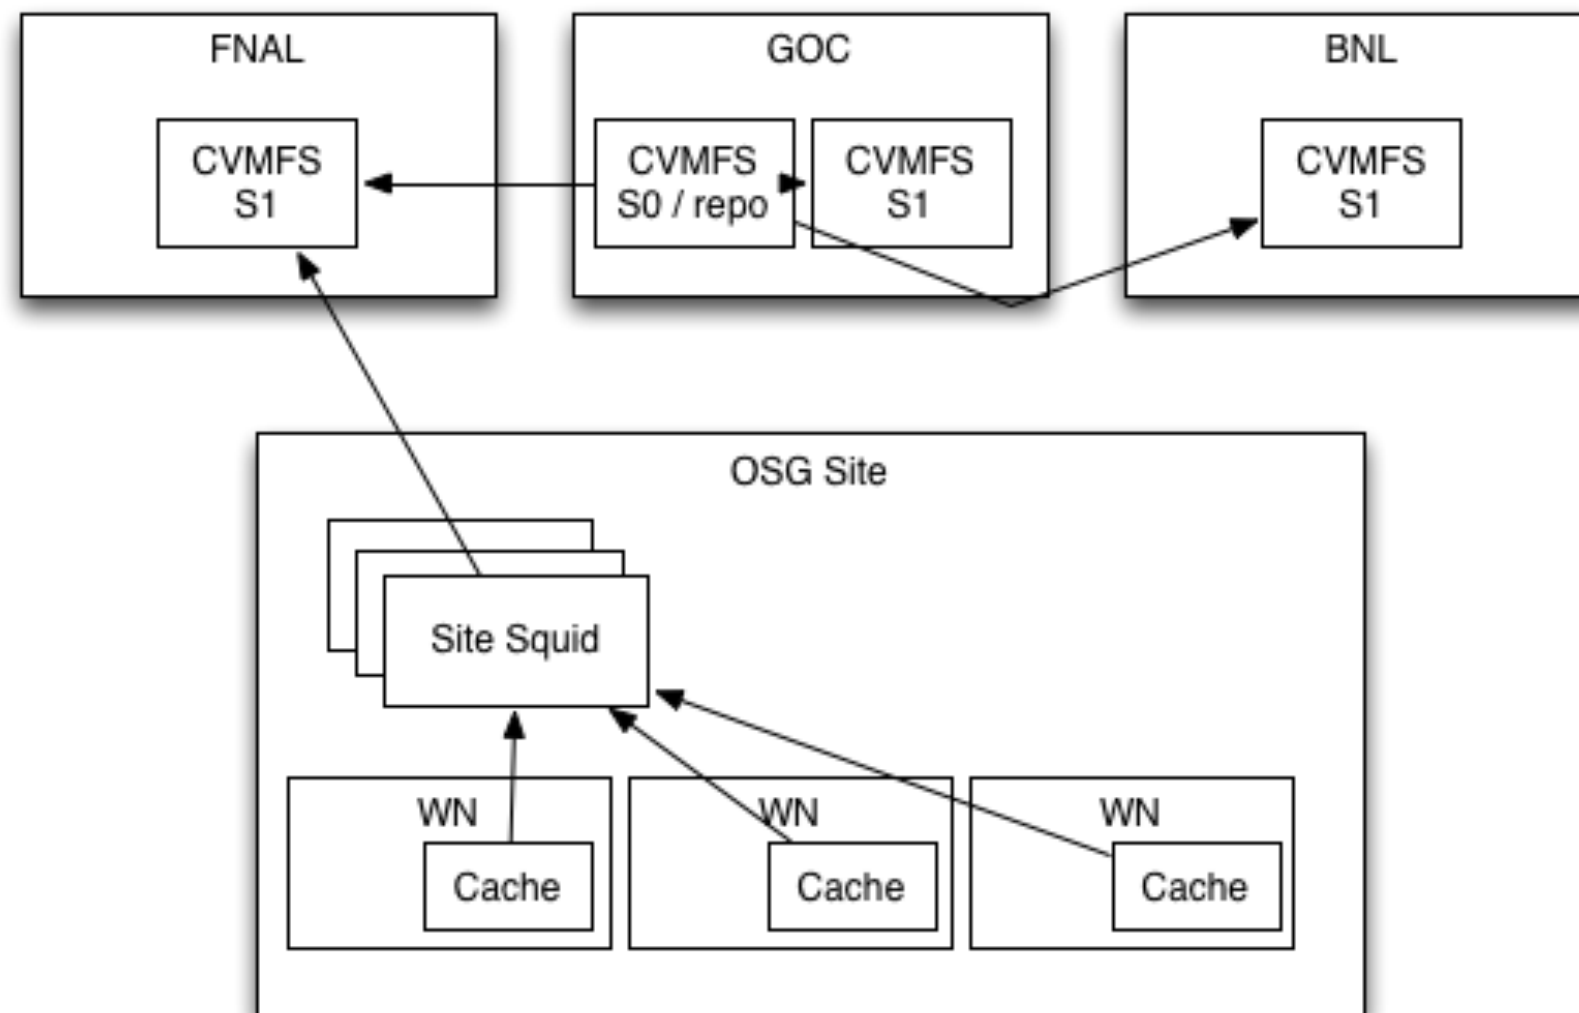 FNAL
GOC
BNL
CVMFS
S1
CVMFS
S0 / repo
CVMFS
S1
CVMFS
S1
OSG Site
Site Squid
WN
WN
WN
Cache
Cache
Cache